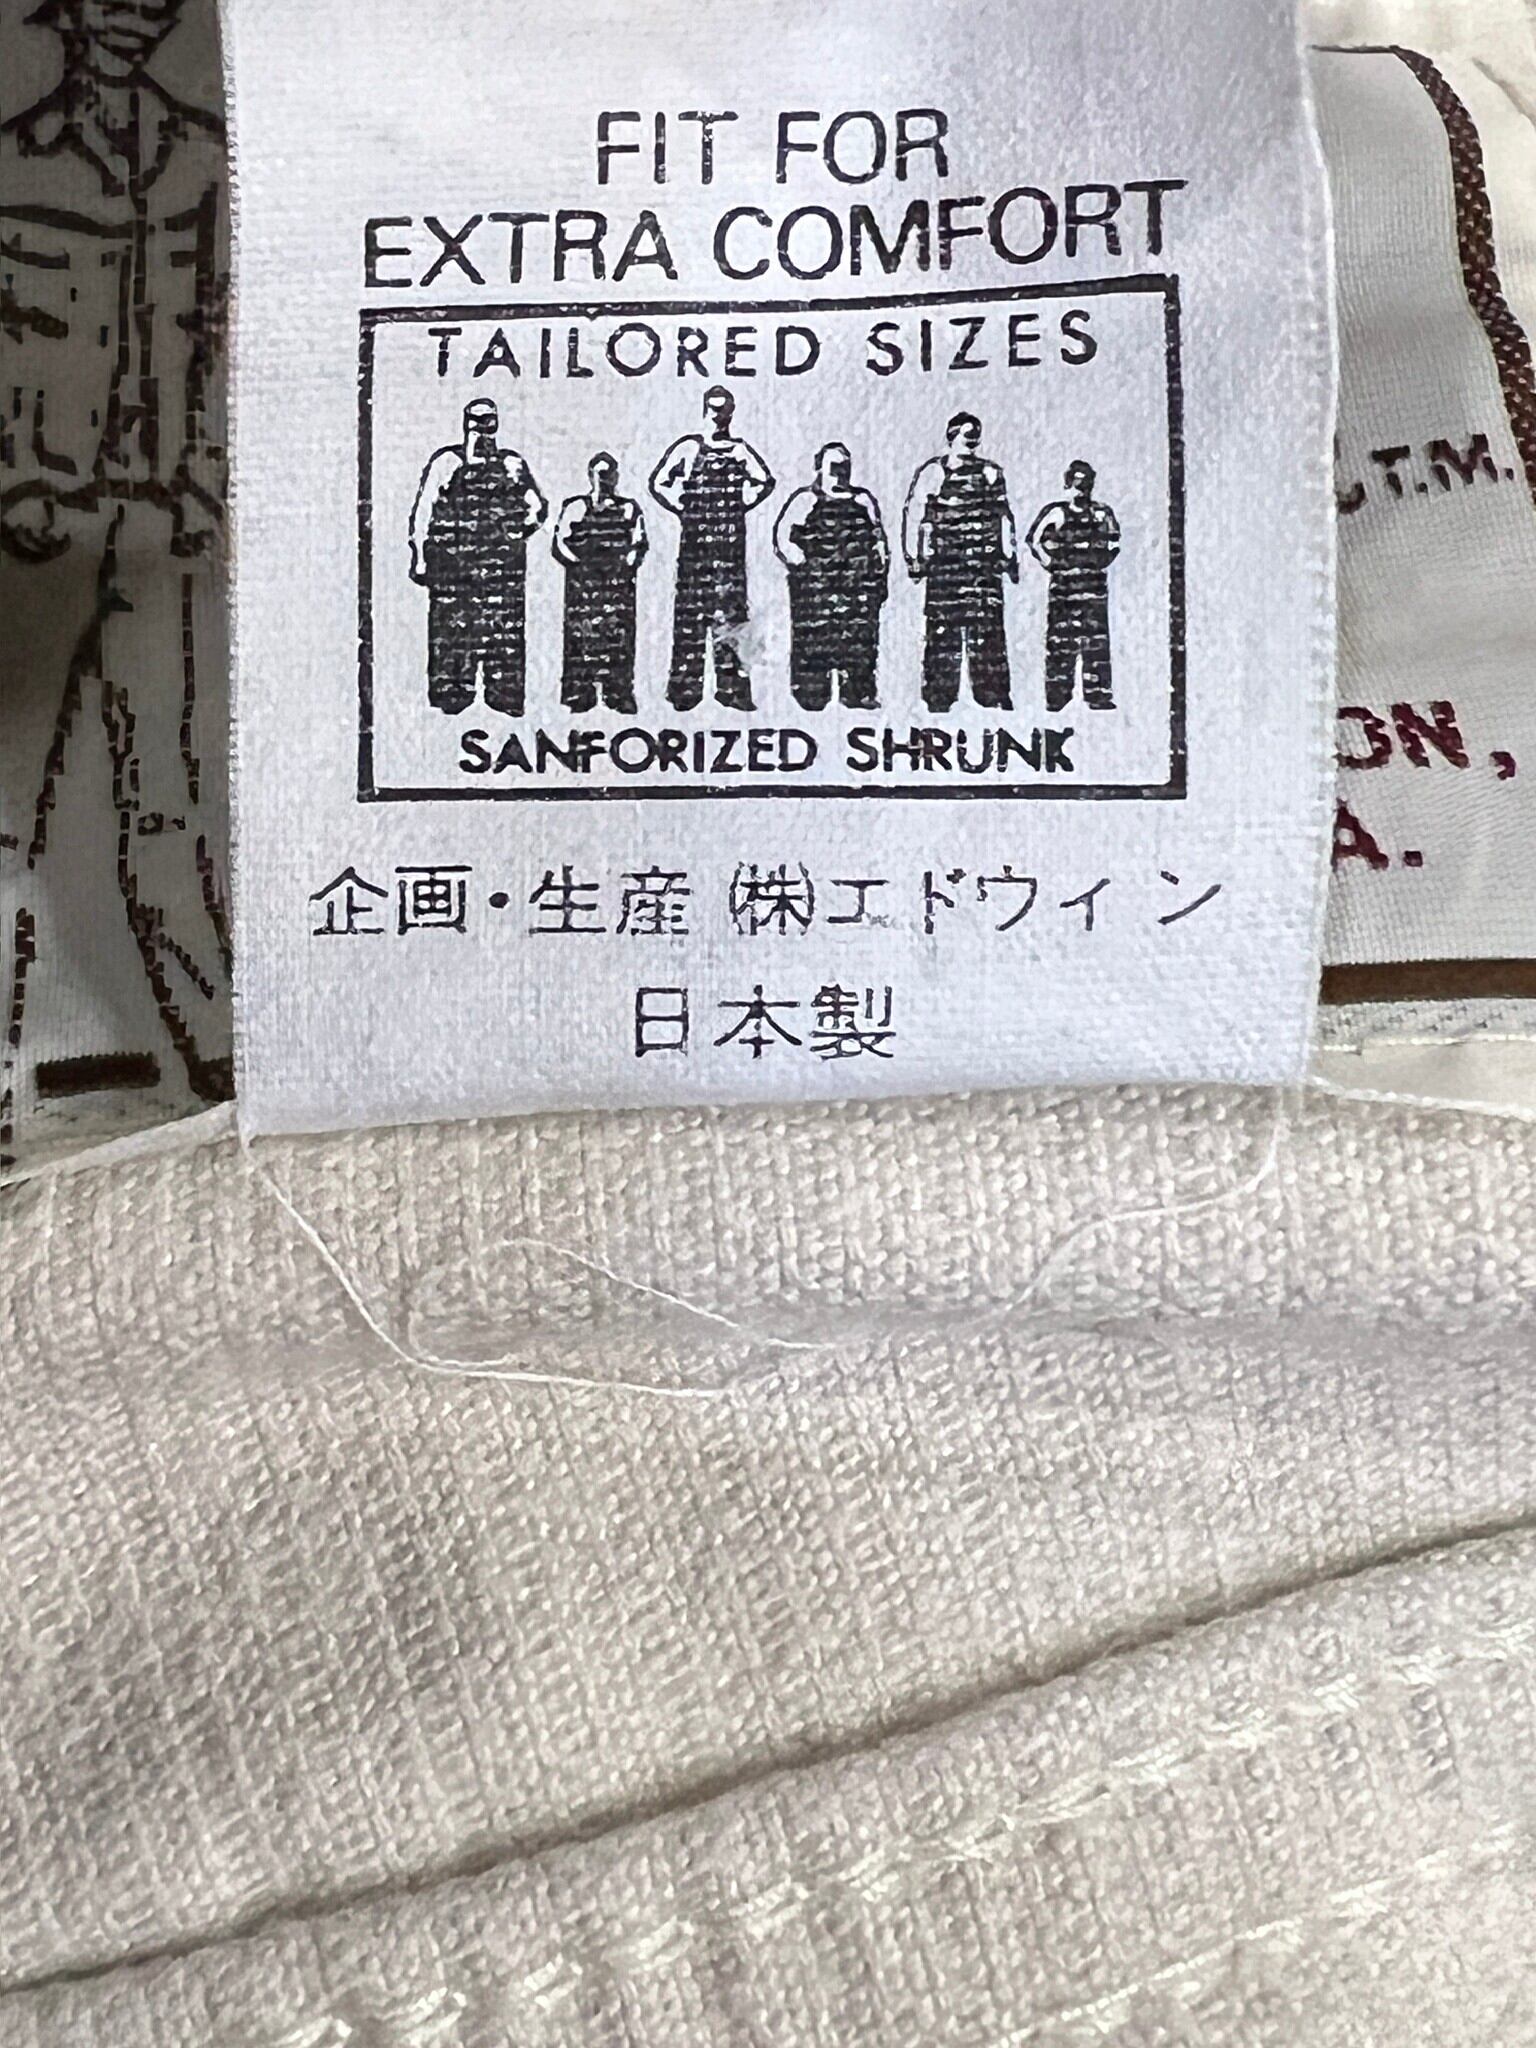 FIT FOR
EXTRA COMFORT
TAILORED SIZES
SANFORIZED SHRUNK
企画・生産 ㈱エドウィン
日本製
T.M.
ON,
A.